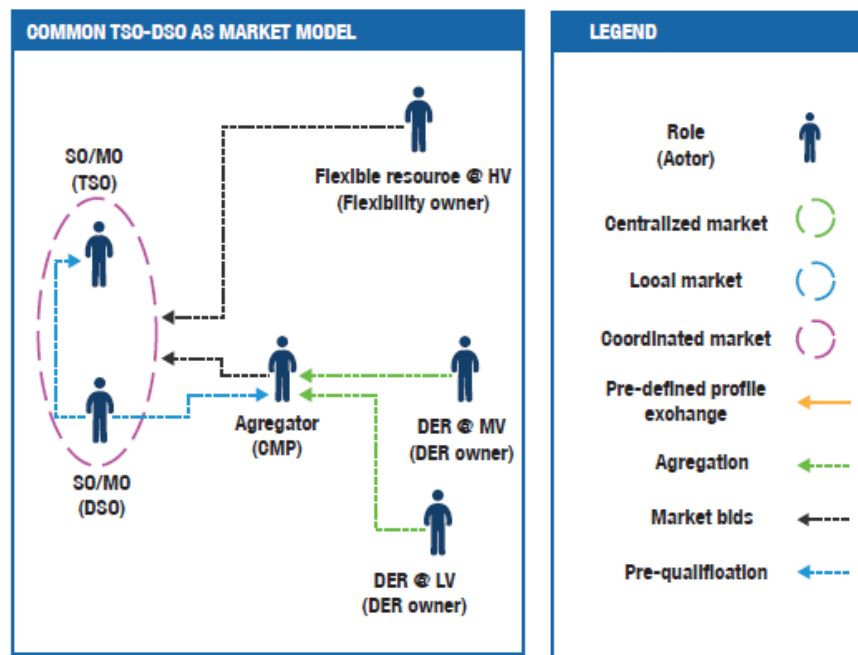 COMMON TSO-DSO AS MARKET MODEL
SO/MO
(TSO)
Flexible resouroe @ HV
(Flexibility owner)
Agregator
(CMP)
DER @ MV
(DER owner)
SO/MO
(DSO)
DER @ LV
(DER owner)
LEGEND
Role
(Aotor)
Centralized market
Looal market
Coordinated market
Pre-defined profile
exohange
Agregation
Market bids
Pre-qualifloation